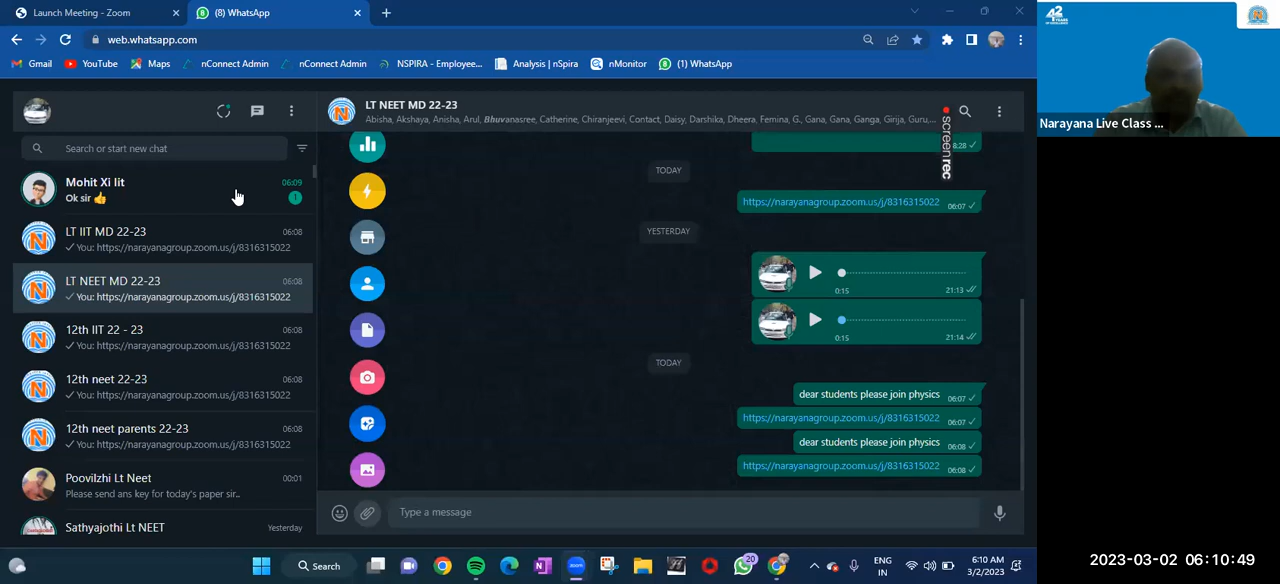 Launch Meeting - Zoom
(8) WhatsApp
web.whatsapp.com
Gmail
YouTube
Maps
nConnect Admin
nConnect Admin
NSPIRA - Employee...
Analysis | nSpira
nMonitor
(1) WhatsApp
Search or start new chat
Mohit Xi Iit
06:09
Ok sir 👍
1
LT IIT MD 22-23
06:08
You: https://narayanagroup.zoom.us/j/8316315022
LT NEET MD 22-23
06:08
You: https://narayanagroup.zoom.us/j/8316315022
12th IIT 22 - 23
06:08
You: https://narayanagroup.zoom.us/j/8316315022
12th neet 22-23
06:08
You: https://narayanagroup.zoom.us/j/8316315022
12th neet parents 22-23
06:08
You: https://narayanagroup.zoom.us/j/8316315022
Poovilzhi Lt Neet
00:01
Please send ans key for today's paper sir..
Sathyajothi Lt NEET
Yesterday
LT NEET MD 22-23
Abisha, Akshaya, Anisha, Arul, Bhuvanasree, Catherine, Chiranjeevi, Contact, Daisy, Darshika, Dheera, Femina, G., Gana, Gana, Ganga, Girija, Guru,...
screenrec
8:28
TODAY
https://narayanagroup.zoom.us/j/8316315022 06:07
YESTERDAY
0:15
21:13
0:15
21:14
TODAY
dear students please join physics 06:07
https://narayanagroup.zoom.us/j/8316315022 06:07
dear students please join physics 06:08
https://narayanagroup.zoom.us/j/8316315022 06:08
Type a message
Search
20
ENG
IN
6:10 AM
3/2/2023
42 YEARS
Narayana Live Class ...
2023-03-02 06:10:49